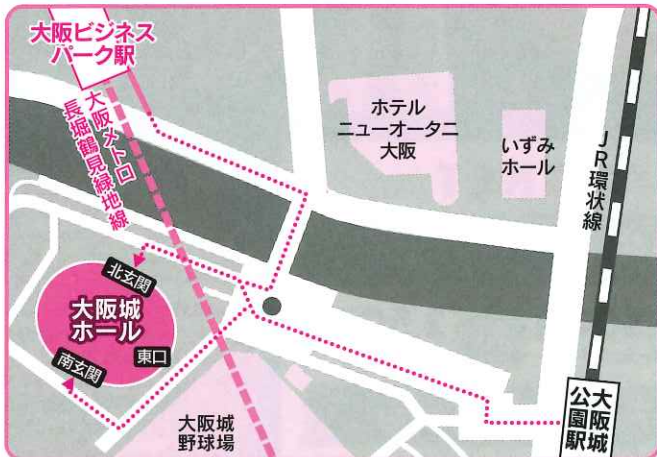 大阪ビジネス
パーク駅
大阪メトロ
長堀鶴見緑地線
ホテル
ニューオータニ
大阪
いずみ
ホール
JR環状線
北玄関
大阪城
ホール
東口
南玄関
大阪城
野球場
大阪城
公園駅